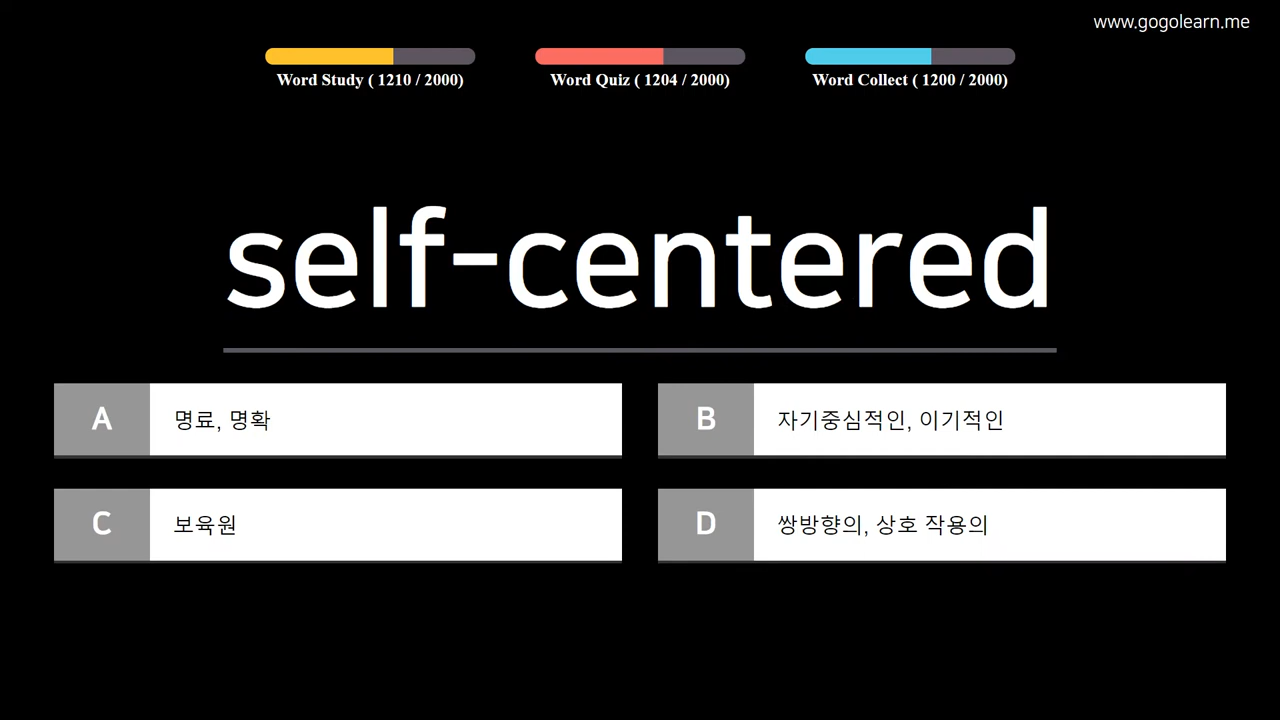 www.gogolearn.me
Word Study ( 1210 / 2000)
Word Quiz ( 1204 / 2000)
Word Collect ( 1200 / 2000)
self-centered
A 명료, 명확
B 자기중심적인, 이기적인
C 보육원
D 쌍방향의, 상호 작용의